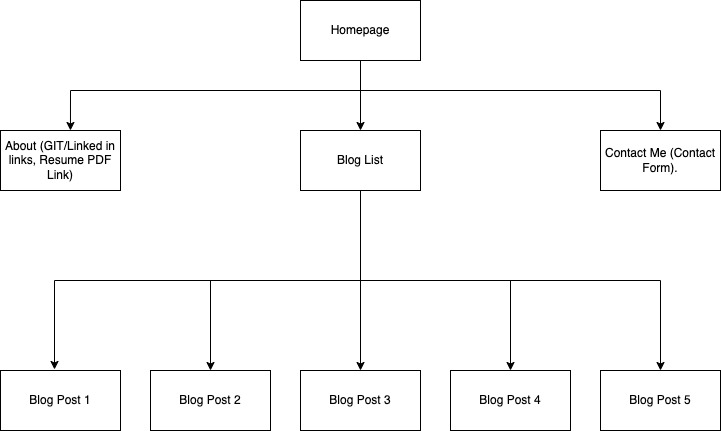 Homepage
About (GIT/Linked in
links, Resume PDF
Link)
Blog List
Contact Me (Contact
Form).
Blog Post 1
Blog Post 2
Blog Post 3
Blog Post 4
Blog Post 5